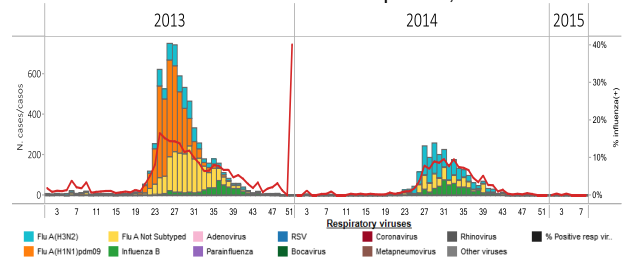 2013 2014 2015
N. cases/casos
600
400
200
0
40%
30%
20%
10%
0%
% influenza(+)
3 7 11 15 19 23 27 31 35 39 43 47 51 3 7 11 15 19 23 27 31 35 39 43 47 51 3 7
Respiratory viruses
Flu A(H3N2) Flu A Not Subtyped Adenovirus RSV Coronavirus Rhinovirus % Positive resp vir..
Flu A(H1N1)pdm09 Influenza B Parainfluenza Bocavirus Metapneumovirus Other viruses